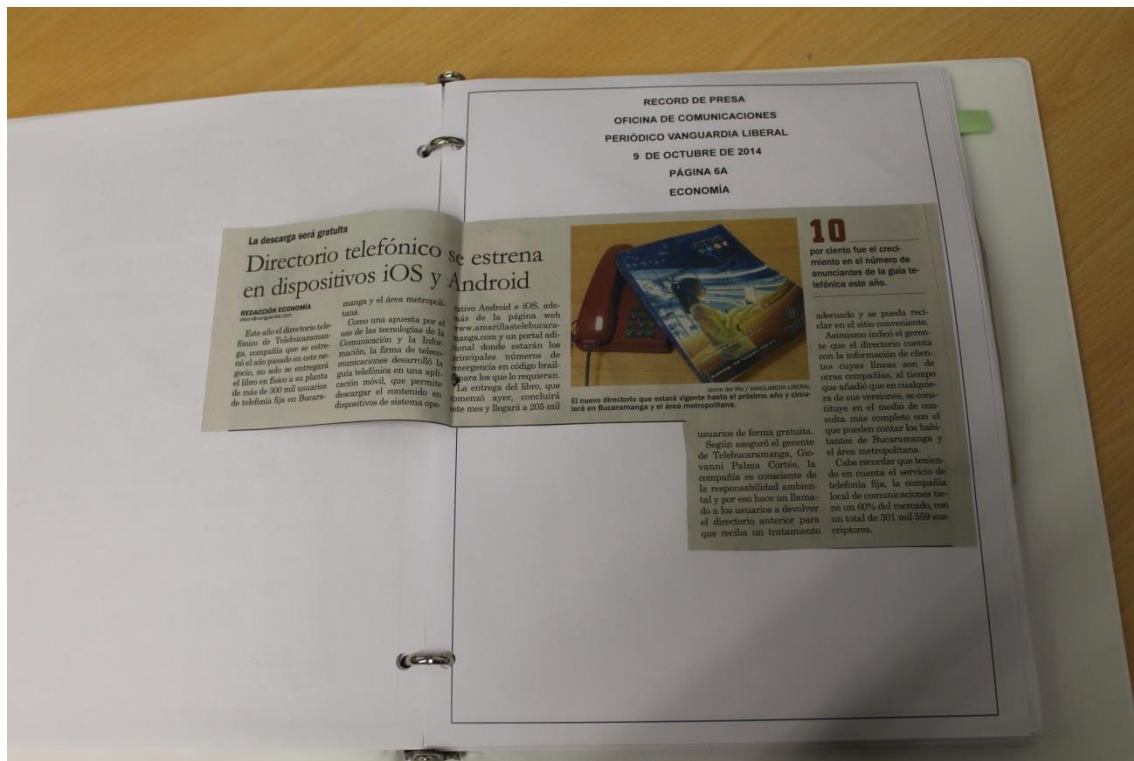 RECORD DE PRESA
OFICINA DE COMUNICACIONES
PERIÓDICO VANGUARDIA LIBERAL
9 DE OCTUBRE DE 2014
PÁGINA 6A
ECONOMÍA
La descarga será gratuita
Directorio telefónico se estrena
en dispositivos iOS y Android
REDACCIÓN ECONOMÍA
Este año el directorio tele-
fónico de Telebucaraman-
ga, compañía que se estre-
nó el año pasado en este ne-
gocio, no solo se entregará
el libro en físico a su planta
de más de 300 mil usuarios
de telefonía fija en Bucara-
manga y el área metropoli-
tana.
Como una apuesta por el
uso de las tecnologías de la
Comunicación y la Infor-
mación, la firma de teleco-
municaciones desarrolló la
guía telefónica en una apli-
cación móvil, que permite
descargar el contenido en
dispositivos de sistema ope-
rativo Android e iOS, ade-
más de la página web
www.amarillastelebucara-
manga.com y un portal adi-
cional donde estarán los
principales números de
emergencia en código brail-
para los que lo requieran.
La entrega del libro, que
comenzó ayer, concluirá
este mes y llegará a 205 mil
Jaime del Río / VANGUARDIA LIBERAL
El nuevo directorio que estará vigente hasta el próximo año y circu-
lará en Bucaramanga y el área metropolitana.
usuarios de forma gratuita.
Según aseguró el gerente
de Telebucaramanga, Gio-
vanni Palma Cortés, la
compañía es consciente de
la responsabilidad ambien-
tal y por eso hace un llama-
do a los usuarios a devolver
el directorio anterior para
que reciba un tratamiento
10
por ciento fue el creci-
miento en el número de
anunciantes de la guía te-
lefónica este año.
adecuado y se pueda reci-
clar en el sitio conveniente.
Asimismo indicó el geren-
te que el directorio cuenta
con la información de clien-
tes cuyas líneas son de
otras compañías, al tiempo
que añadió que en cualquie-
ra de sus versiones, se cons-
tituye en el medio de con-
sulta más completo con el
que pueden contar los habi-
tantes de Bucaramanga y
el área metropolitana.
Cabe recordar que tenien-
do en cuenta el servicio de
telefonía fija, la compañía
local de comunicaciones tie-
ne un 60% del mercado, con
un total de 301 mil 559 sus-
criptores.